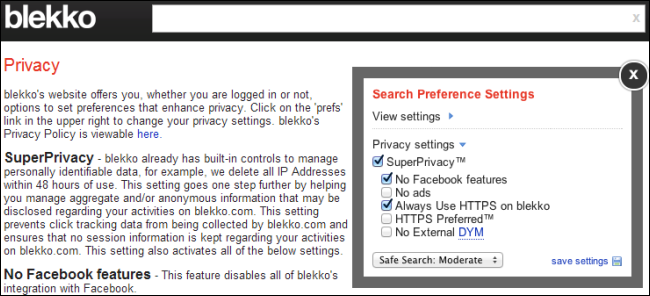 blekko
x
Privacy
blekko's website offers you, whether you are logged in or not,
options to set preferences that enhance privacy. Click on the 'prefs'
link in the upper right to change your privacy settings. blekko's
Privacy Policy is viewable here.
SuperPrivacy - blekko already has built-in controls to manage
personally identifiable data, for example, we delete all IP Addresses
within 48 hours of use. This setting goes one step further by helping
you manage aggregate and/or anonymous information that may be
disclosed regarding your activities on blekko.com. This setting
prevents click tracking data from being collected by blekko.com and
ensures that no session information is kept regarding your activities
on blekko.com. This setting also activates all of the below settings.
No Facebook features - This feature disables all of blekko's
integration with Facebook.
x
Search Preference Settings
View settings
Privacy settings
SuperPrivacy™
No Facebook features
No ads
Always Use HTTPS on blekko
HTTPS Preferred™
No External DYM
Safe Search: Moderate
save settings